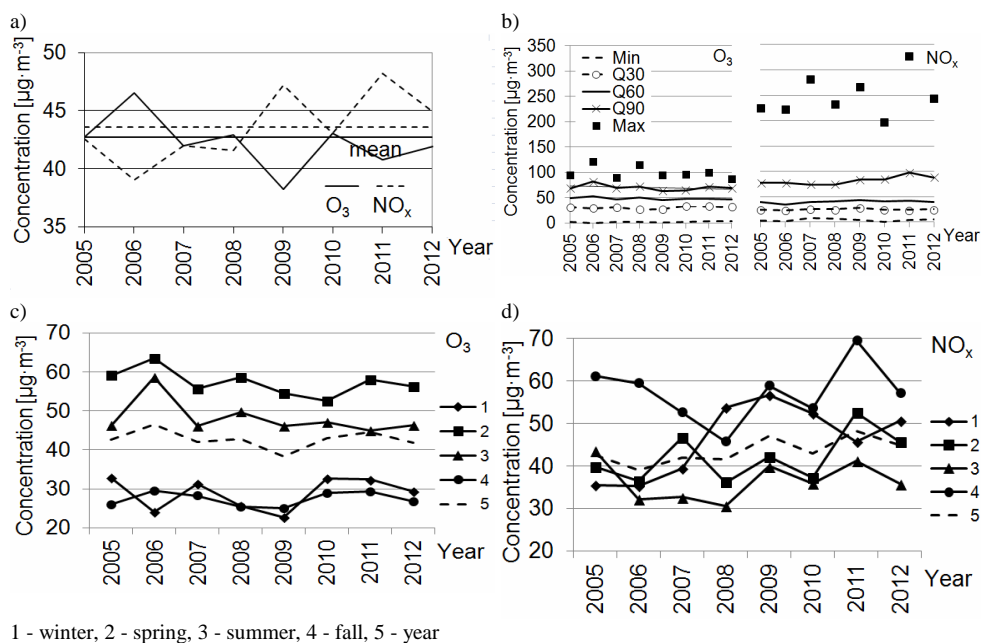 a)
Concentration [µg·m-³]
50
45
40
35
mean
O₃ NOₓ
2005 2006 2007 2008 2009 2010 2011 2012
Year
b)
Concentration [µg·m-³]
350
300
250
200
150
100
50
0
Min
Q30
Q60
Q90
Max
O₃
NOₓ
2005 2006 2007 2008 2009 2010 2011 2012
2005 2006 2007 2008 2009 2010 2011 2012
Year
c)
Concentration [µg·m-³]
70
60
50
40
30
20
O₃
1
2
3
4
5
2005 2006 2007 2008 2009 2010 2011 2012
Year
d)
Concentration [µg·m-³]
70
60
50
40
30
20
NOₓ
1
2
3
4
5
2005 2006 2007 2008 2009 2010 2011 2012
Year
1 - winter, 2 - spring, 3 - summer, 4 - fall, 5 - year